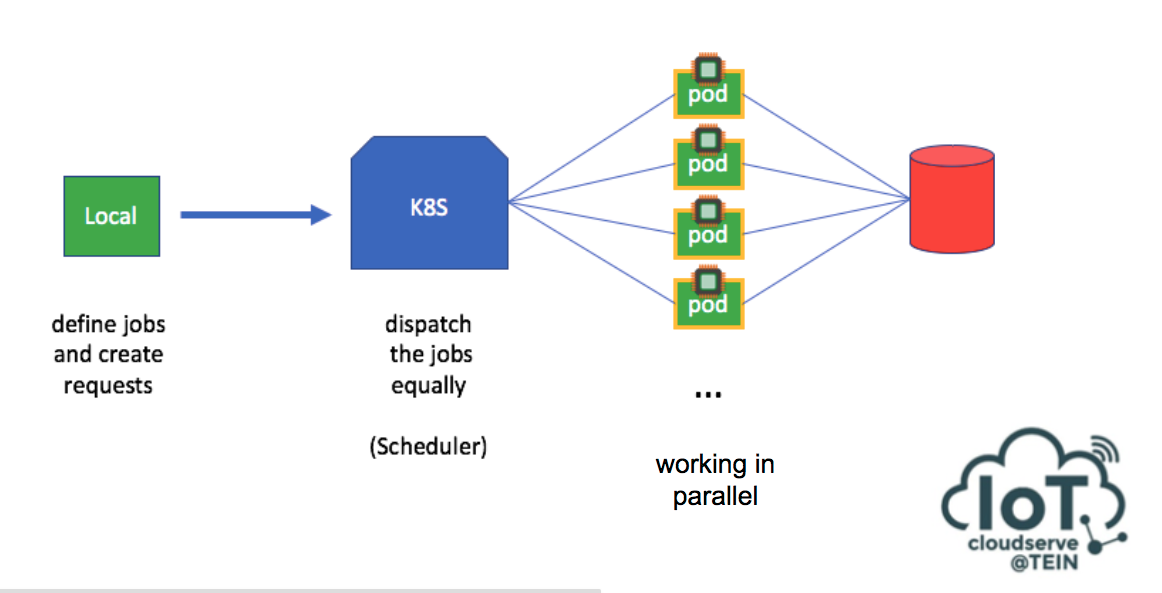 Local
define jobs
and create
requests
K8S
dispatch
the jobs
equally
(Scheduler)
pod
pod
pod
pod
...
working in
parallel
IoT
cloudserve
@TEIN